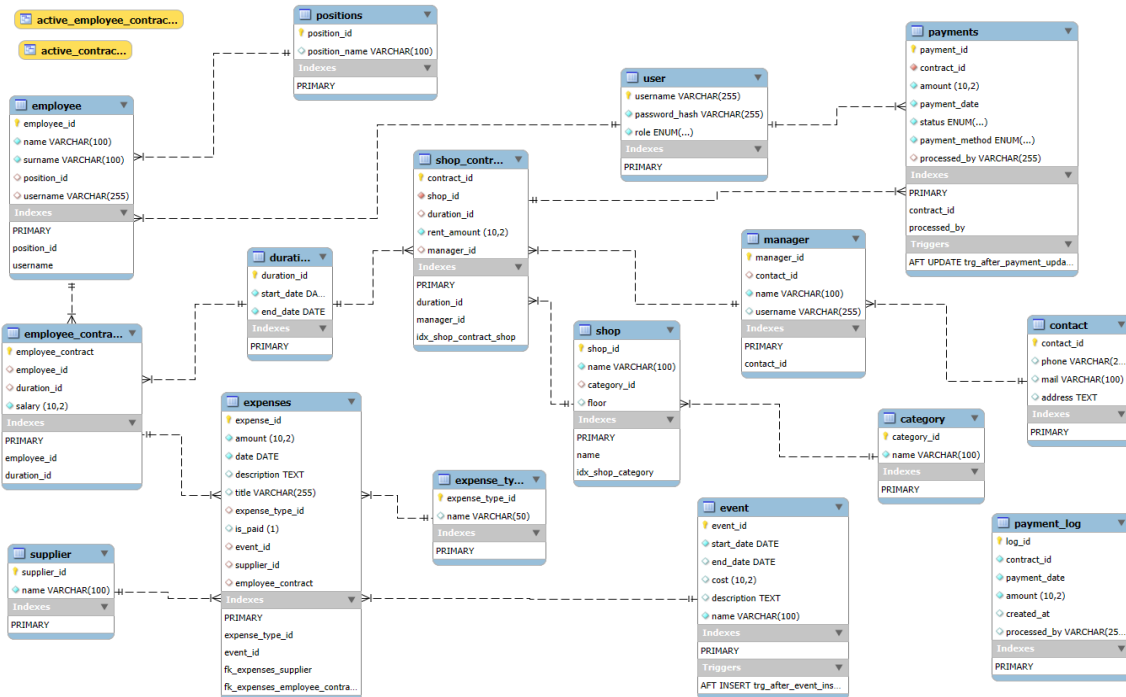 active_employee_contrac...
active_contrac...
positions
position_id
position_name VARCHAR(100)
Indexes
PRIMARY
employee
employee_id
name VARCHAR(100)
surname VARCHAR(100)
position_id
username VARCHAR(255)
Indexes
PRIMARY
position_id
username
user
username VARCHAR(255)
password_hash VARCHAR(255)
role ENUM(...)
Indexes
PRIMARY
payments
payment_id
contract_id
amount (10,2)
payment_date
status ENUM(...)
payment_method ENUM(...)
processed_by VARCHAR(255)
Indexes
PRIMARY
contract_id
processed_by
Triggers
AFT UPDATE trg_after_payment_upda...
shop_contr...
contract_id
shop_id
duration_id
rent_amount (10,2)
manager_id
Indexes
PRIMARY
duration_id
manager_id
idx_shop_contract_shop
durati...
duration_id
start_date DA...
end_date DATE
Indexes
PRIMARY
manager
manager_id
contact_id
name VARCHAR(100)
username VARCHAR(255)
Indexes
PRIMARY
contact_id
employee_contra...
employee_contract
employee_id
duration_id
salary (10,2)
Indexes
PRIMARY
employee_id
duration_id
shop
shop_id
name VARCHAR(100)
category_id
floor
Indexes
PRIMARY
name
idx_shop_category
contact
contact_id
phone VARCHAR(2...
mail VARCHAR(100)
address TEXT
Indexes
PRIMARY
expenses
expense_id
amount (10,2)
date DATE
description TEXT
title VARCHAR(255)
expense_type_id
is_paid (1)
event_id
supplier_id
employee_contract
Indexes
PRIMARY
expense_type_id
event_id
fk_expenses_supplier
fk_expenses_employee_contra...
category
category_id
name VARCHAR(100)
Indexes
PRIMARY
expense_ty...
expense_type_id
name VARCHAR(50)
Indexes
PRIMARY
event
event_id
start_date DATE
end_date DATE
cost (10,2)
description TEXT
name VARCHAR(100)
Indexes
PRIMARY
Triggers
AFT INSERT trg_after_event_ins...
payment_log
log_id
contract_id
payment_date
amount (10,2)
created_at
processed_by VARCHAR(25...
Indexes
PRIMARY
supplier
supplier_id
name VARCHAR(100)
Indexes
PRIMARY